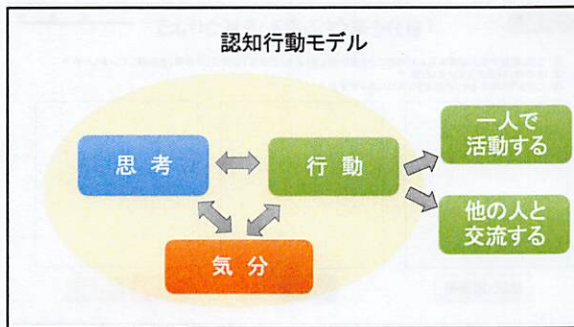 認知行動モデル
思考
行動
気分
一人で
活動する
他の人と
交流する